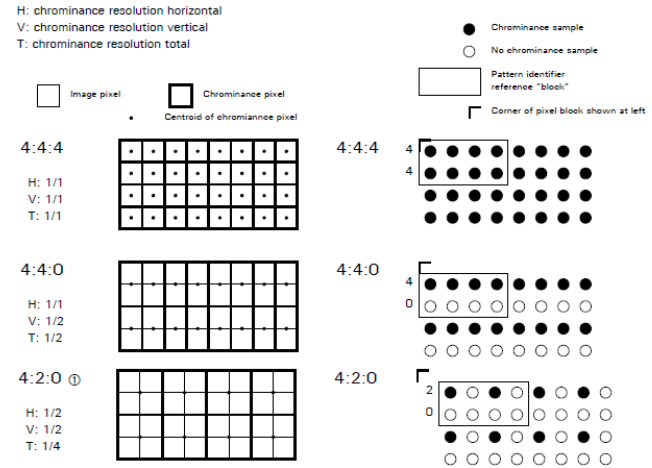 H: chrominance resolution horizontal
V: chrominance resolution vertical
T: chrominance resolution total
Chrominance sample
No chrominance sample
Pattern identifier
reference "block"
Corner of pixel block shown at left
Image pixel
Chrominance pixel
Centroid of chromiannce pixel
4:4:4
H: 1/1
V: 1/1
T: 1/1
4:4:4
4
4
4:4:0
H: 1/1
V: 1/2
T: 1/2
4:4:0
4
0
4:2:0 ①
H: 1/2
V: 1/2
T: 1/4
4:2:0
2
0